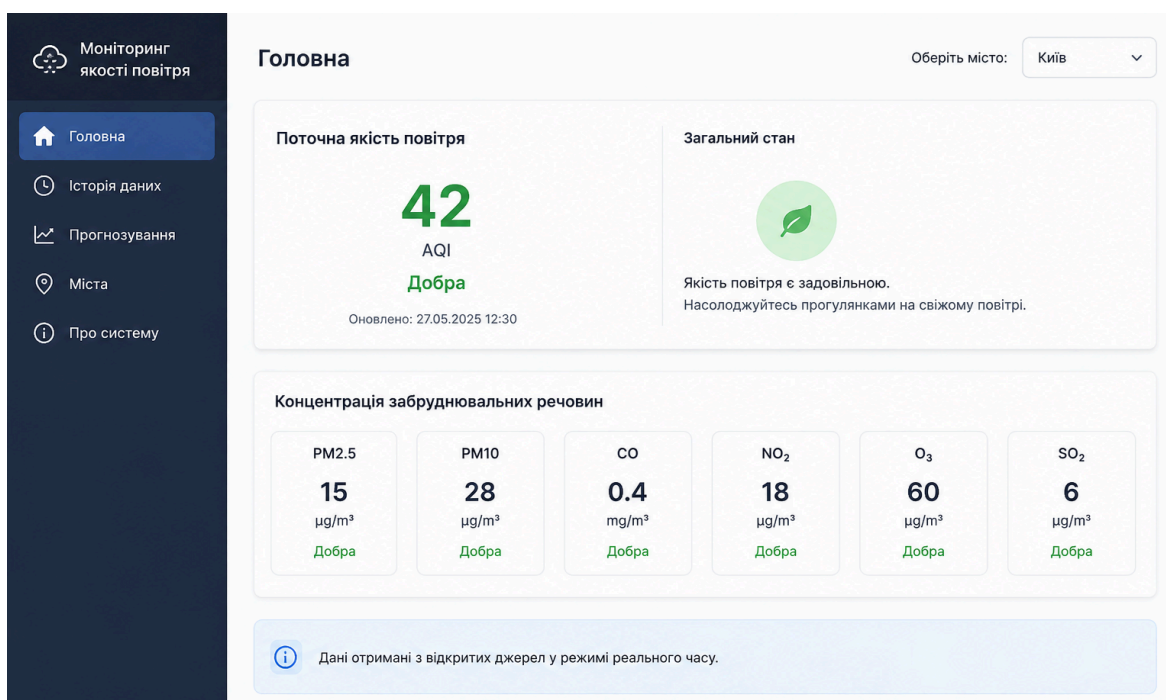 Моніторинг
якості повітря
Головна
Історія даних
Прогнозування
Міста
Про систему
Головна
Оберіть місто:
Київ
Поточна якість повітря
42
AQI
Добра
Оновлено: 27.05.2025 12:30
Загальний стан
Якість повітря є задовільною.
Насолоджуйтесь прогулянками на свіжому повітрі.
Концентрація забруднювальних речовин
PM2.5
15
µg/m³
Добра
PM10
28
µg/m³
Добра
CO
0.4
mg/m³
Добра
NO₂
18
µg/m³
Добра
O₃
60
µg/m³
Добра
SO₂
6
µg/m³
Добра
Дані отримані з відкритих джерел у режимі реального часу.